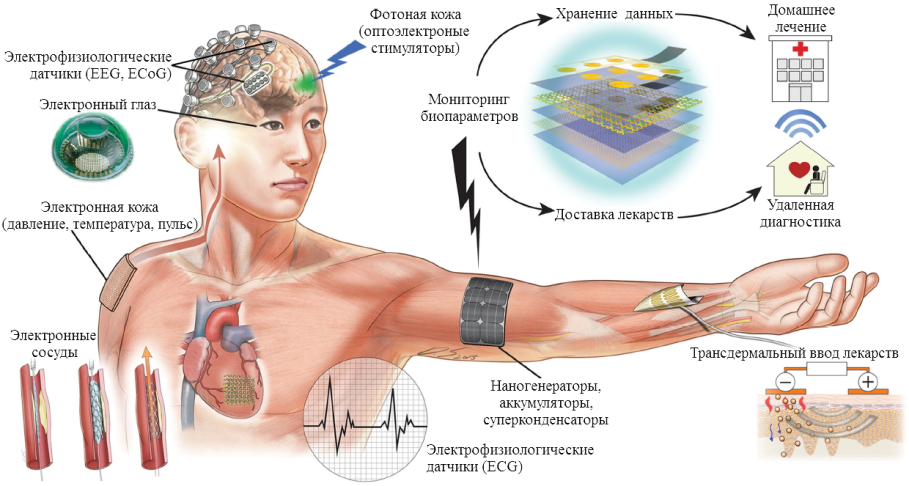 Фотоная кожа
(оптоэлектроные
стимуляторы)
Электрофизиологические
датчики (EEG, ECoG)
Электронный глаз
Электронная кожа
(давление, температура, пульс)
Электронные
сосуды
Хранение данных
Домашнее
лечение
Мониторинг
биопараметров
Доставка лекарств
Удаленная
диагностика
Трансдермальный ввод лекарств
−
+
Наногенераторы,
аккумуляторы,
суперконденсаторы
Электрофизиологические
датчики (ECG)